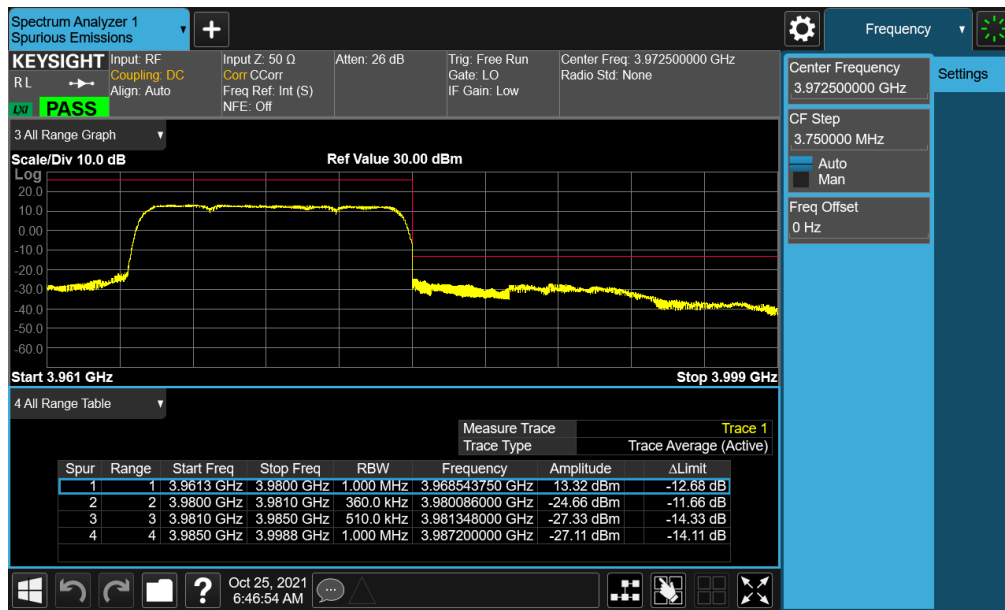 Spectrum Analyzer 1
Spurious Emissions
+
Frequency
KEYSIGHT
R L
LXI PASS
Input: RF
Coupling: DC
Align: Auto
Input Z: 50 Ω
Corr CCorr
Freq Ref: Int (S)
NFE: Off
Atten: 26 dB
Trig: Free Run
Gate: LO
IF Gain: Low
Center Freq: 3.972500000 GHz
Radio Std: None
Center Frequency
3.972500000 GHz
Settings
CF Step
3.750000 MHz
Auto
Man
Freq Offset
0 Hz
3 All Range Graph
Scale/Div 10.0 dB Ref Value 30.00 dBm
Log
20.0
10.0
0.00
-10.0
-20.0
-30.0
-40.0
-50.0
-60.0
Start 3.961 GHz Stop 3.999 GHz
4 All Range Table
Measure Trace Trace 1
Trace Type Trace Average (Active)
Spur Range Start Freq Stop Freq RBW Frequency Amplitude ΔLimit
1 1 3.9613 GHz 3.9800 GHz 1.000 MHz 3.968543750 GHz 13.32 dBm -12.68 dB
2 2 3.9800 GHz 3.9810 GHz 360.0 kHz 3.980086000 GHz -24.66 dBm -11.66 dB
3 3 3.9810 GHz 3.9850 GHz 510.0 kHz 3.981348000 GHz -27.33 dBm -14.33 dB
4 4 3.9850 GHz 3.9988 GHz 1.000 MHz 3.987200000 GHz -27.11 dBm -14.11 dB
?
Oct 25, 2021
6:46:54 AM